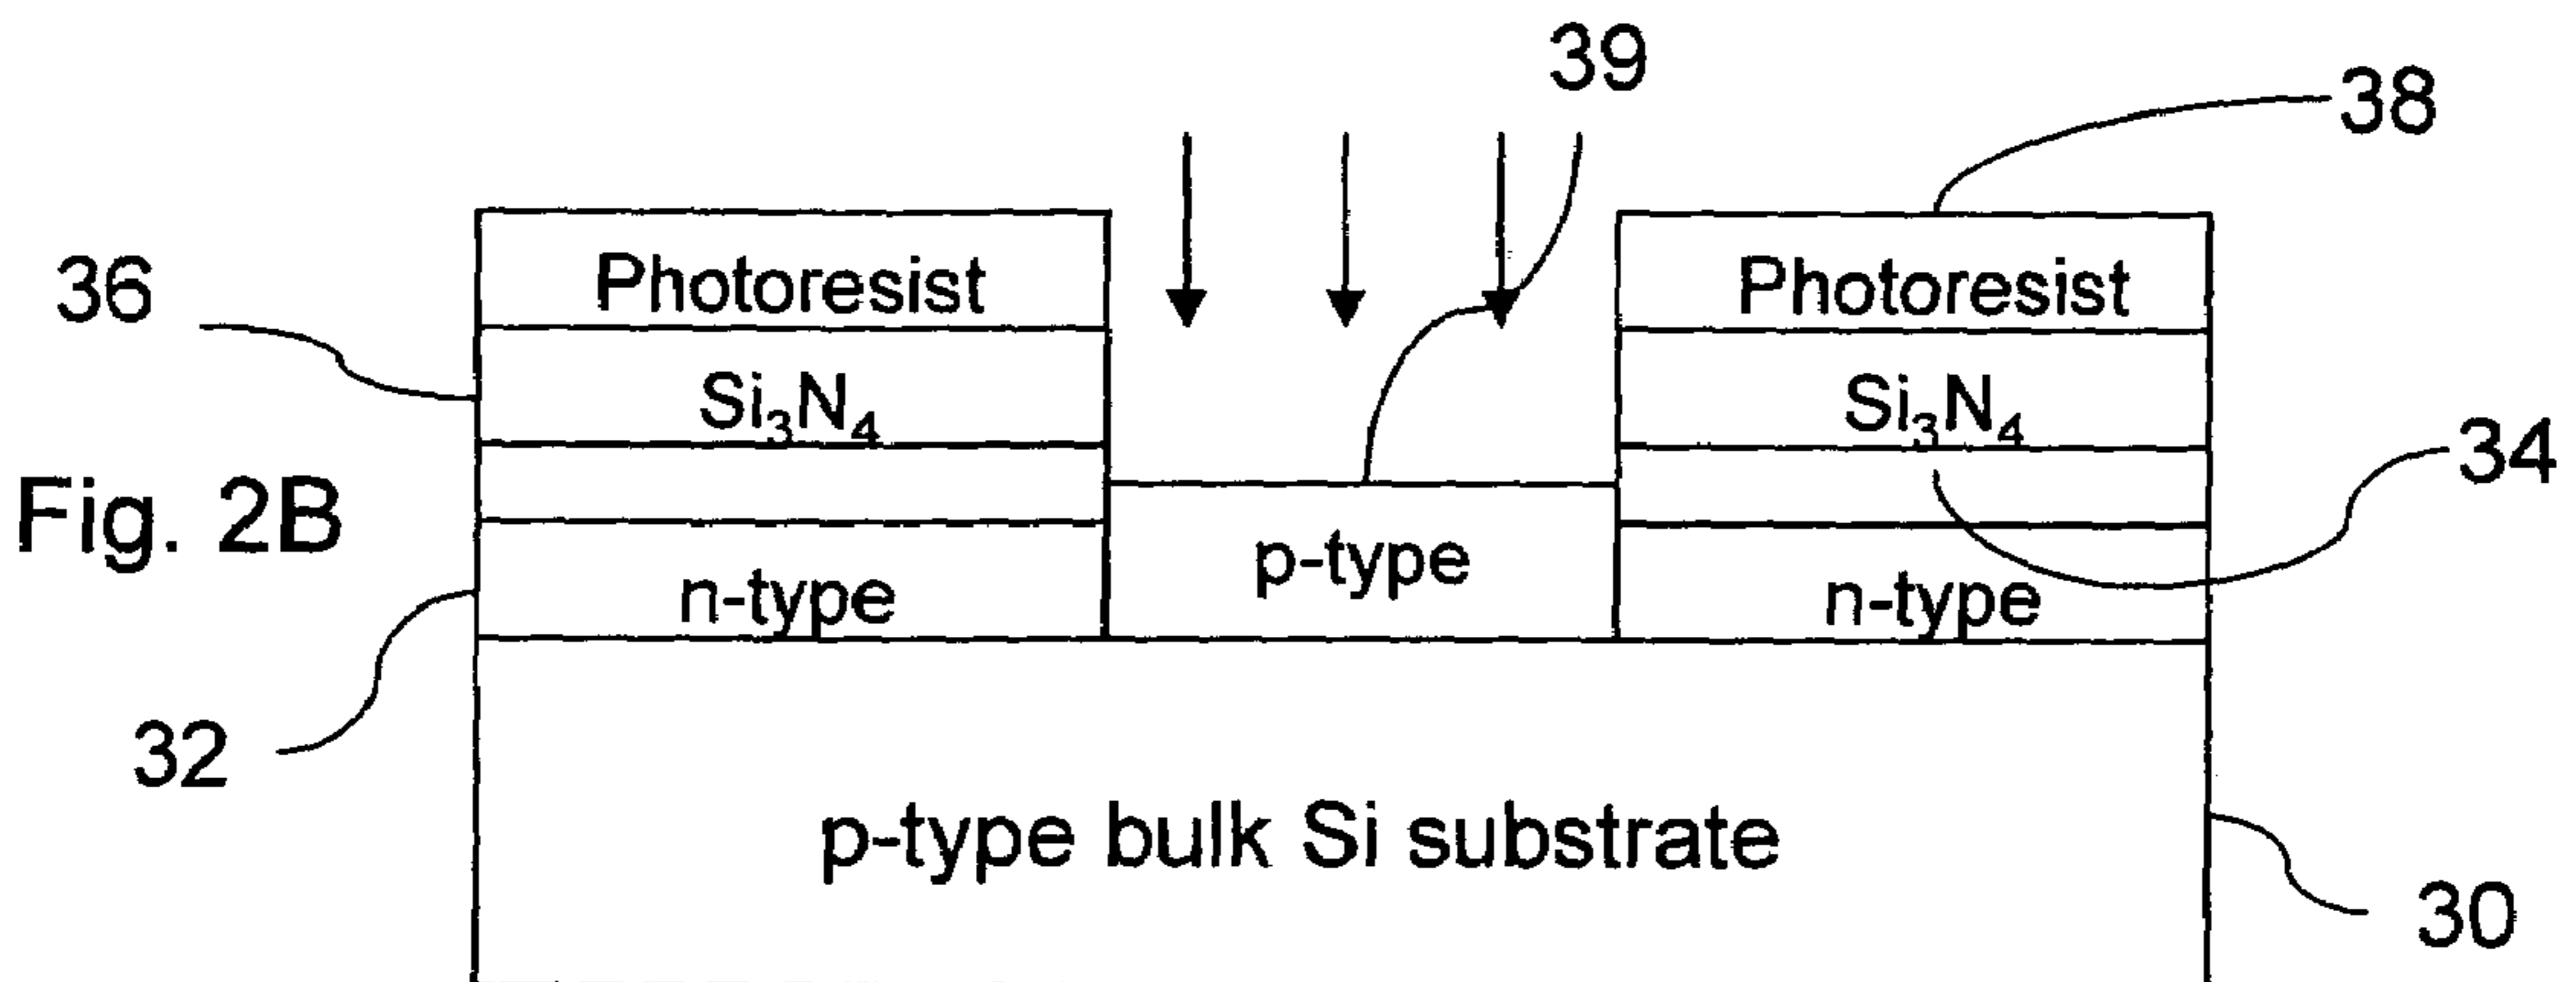 39
38
36
Photoresist
Photoresist
Si₃N₄
Si₃N₄
34
Fig. 2B
p-type
n-type
n-type
32
p-type bulk Si substrate
30